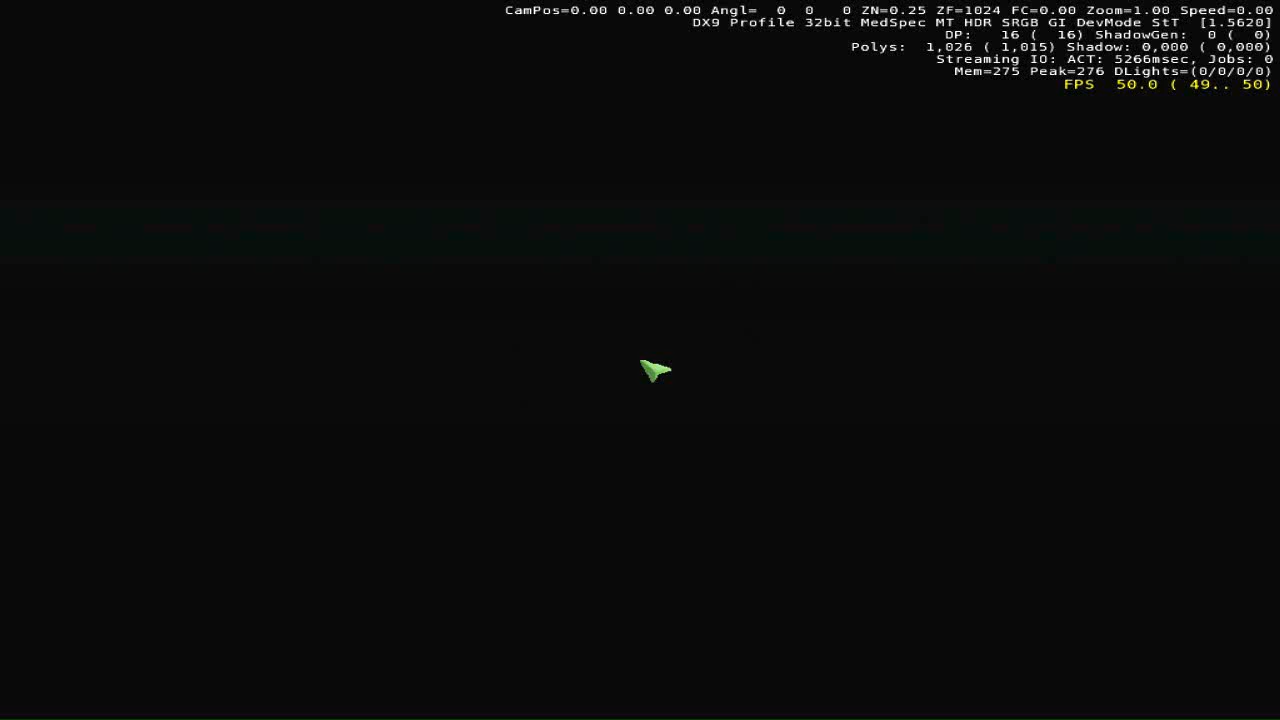 CamPos=0.00 0.00 0.00 Angl=  0  0   0 ZN=0.25 ZF=1024 FC=0.00 Zoom=1.00 Speed=0.00
DX9 Profile 32bit MedSpec MT HDR SRGB GI DevMode StT  [1.5620]
DP:   16 (  16) ShadowGen:  0 (  0)
Polys:  1,026 ( 1,015) Shadow: 0,000 ( 0,000)
Streaming IO: ACT: 5266msec, Jobs: 0
Mem=275 Peak=276 DLights=(0/0/0/0)
FPS  50.0 ( 49.. 50)